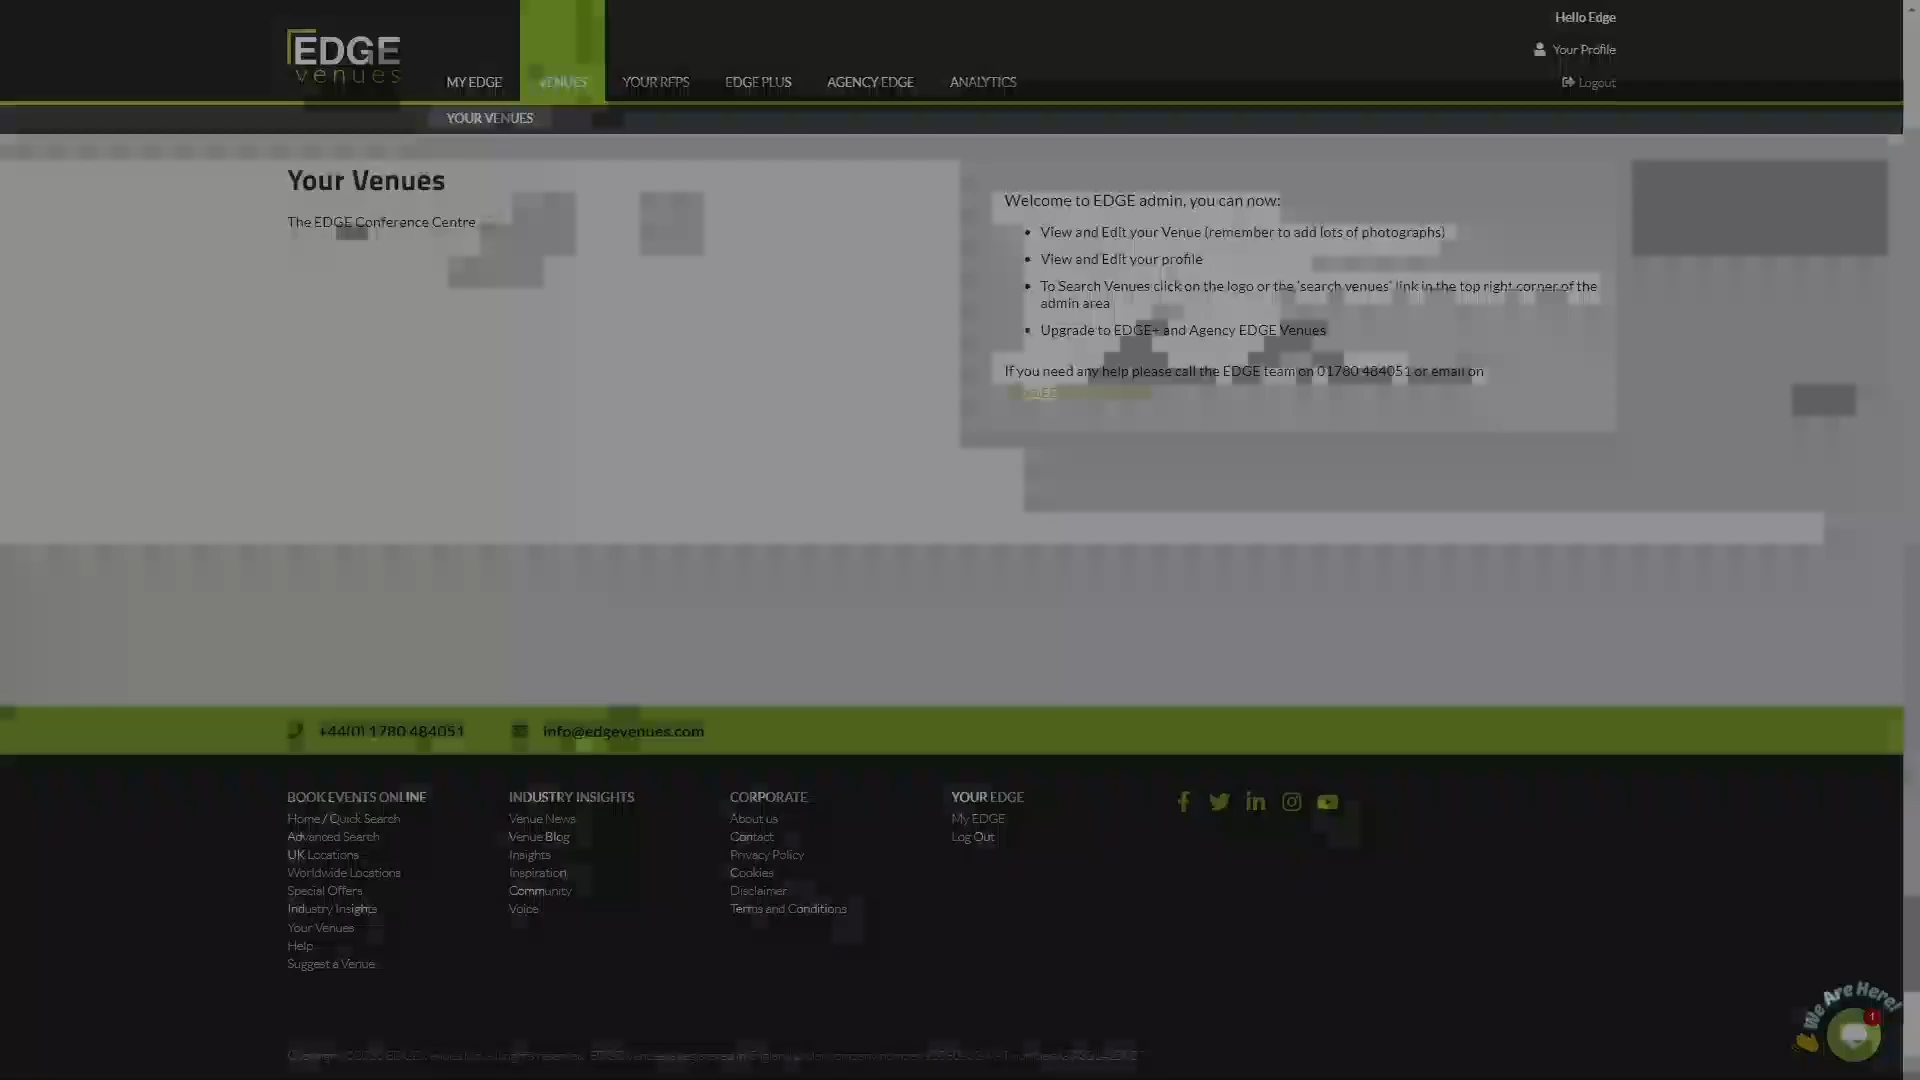 Hello Edge
EDGE
venues
Your Profile
MY EDGE
VENUES
YOUR RFPS
EDGE PLUS
AGENCY EDGE
ANALYTICS
Logout
YOUR VENUES
Your Venues
The EDGE Conference Centre
Welcome to EDGE admin, you can now:
View and Edit your Venue (remember to add lots of photographs)
View and Edit your profile
To Search Venues click on the logo or the 'search venues' link in the top right corner of the
admin area
Upgrade to EDGE+ and Agency EDGE Venues
If you need any help please call the EDGE team on 01780 484051 or email on
+44(0) 1780 484051
info@edgevenues.com
BOOK EVENTS ONLINE
Home / Quick Search
Advanced Search
UK Locations
Worldwide Locations
Special Offers
Industry Insights
Your Venues
Help
Suggest a Venue
INDUSTRY INSIGHTS
Venue News
Venue Blog
Insights
Inspiration
Community
Voice
CORPORATE
About us
Contact
Privacy Policy
Cookies
Disclaimer
Terms and Conditions
YOUR EDGE
My EDGE
Log Out
We Are Here!
1